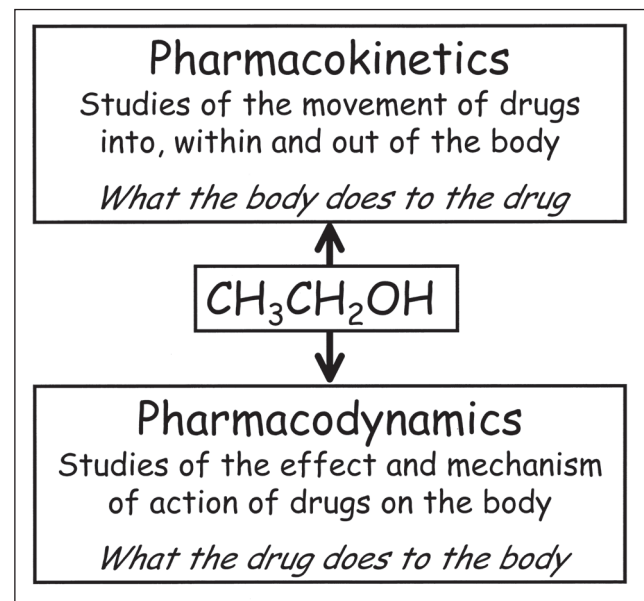 Pharmacokinetics
Studies of the movement of drugs
into, within and out of the body
What the body does to the drug
CH₃CH₂OH
Pharmacodynamics
Studies of the effect and mechanism
of action of drugs on the body
What the drug does to the body